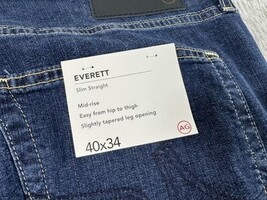 EVERETT
Slim Straight
Mid-rise
Easy from hip to thigh
Slightly tapered leg opening
AG
40x34